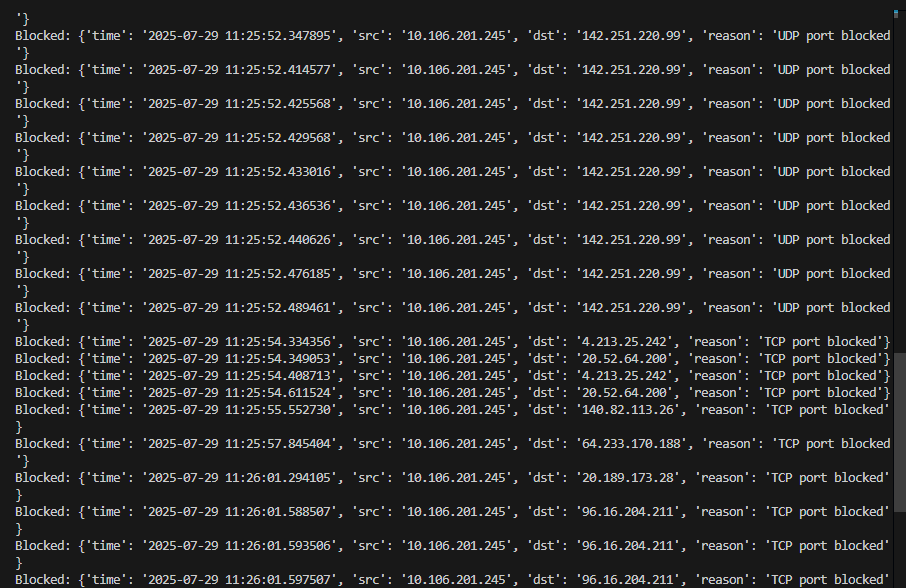 '}
Blocked: {'time': '2025-07-29 11:25:52.347895', 'src': '10.106.201.245', 'dst': '142.251.220.99', 'reason': 'UDP port blocked
'}
Blocked: {'time': '2025-07-29 11:25:52.414577', 'src': '10.106.201.245', 'dst': '142.251.220.99', 'reason': 'UDP port blocked
'}
Blocked: {'time': '2025-07-29 11:25:52.425568', 'src': '10.106.201.245', 'dst': '142.251.220.99', 'reason': 'UDP port blocked
'}
Blocked: {'time': '2025-07-29 11:25:52.429568', 'src': '10.106.201.245', 'dst': '142.251.220.99', 'reason': 'UDP port blocked
'}
Blocked: {'time': '2025-07-29 11:25:52.433016', 'src': '10.106.201.245', 'dst': '142.251.220.99', 'reason': 'UDP port blocked
'}
Blocked: {'time': '2025-07-29 11:25:52.436536', 'src': '10.106.201.245', 'dst': '142.251.220.99', 'reason': 'UDP port blocked
'}
Blocked: {'time': '2025-07-29 11:25:52.440626', 'src': '10.106.201.245', 'dst': '142.251.220.99', 'reason': 'UDP port blocked
'}
Blocked: {'time': '2025-07-29 11:25:52.476185', 'src': '10.106.201.245', 'dst': '142.251.220.99', 'reason': 'UDP port blocked
'}
Blocked: {'time': '2025-07-29 11:25:52.489461', 'src': '10.106.201.245', 'dst': '142.251.220.99', 'reason': 'UDP port blocked
'}
Blocked: {'time': '2025-07-29 11:25:54.334356', 'src': '10.106.201.245', 'dst': '4.213.25.242', 'reason': 'TCP port blocked'}
Blocked: {'time': '2025-07-29 11:25:54.349053', 'src': '10.106.201.245', 'dst': '20.52.64.200', 'reason': 'TCP port blocked'}
Blocked: {'time': '2025-07-29 11:25:54.408713', 'src': '10.106.201.245', 'dst': '4.213.25.242', 'reason': 'TCP port blocked'}
Blocked: {'time': '2025-07-29 11:25:54.611524', 'src': '10.106.201.245', 'dst': '20.52.64.200', 'reason': 'TCP port blocked'}
Blocked: {'time': '2025-07-29 11:25:55.552730', 'src': '10.106.201.245', 'dst': '140.82.113.26', 'reason': 'TCP port blocked'
}
Blocked: {'time': '2025-07-29 11:25:57.845404', 'src': '10.106.201.245', 'dst': '64.233.170.188', 'reason': 'TCP port blocked
'}
Blocked: {'time': '2025-07-29 11:26:01.294105', 'src': '10.106.201.245', 'dst': '20.189.173.28', 'reason': 'TCP port blocked'
}
Blocked: {'time': '2025-07-29 11:26:01.588507', 'src': '10.106.201.245', 'dst': '96.16.204.211', 'reason': 'TCP port blocked'
}
Blocked: {'time': '2025-07-29 11:26:01.593506', 'src': '10.106.201.245', 'dst': '96.16.204.211', 'reason': 'TCP port blocked'
}
Blocked: {'time': '2025-07-29 11:26:01.597507', 'src': '10.106.201.245', 'dst': '96.16.204.211', 'reason': 'TCP port blocked'